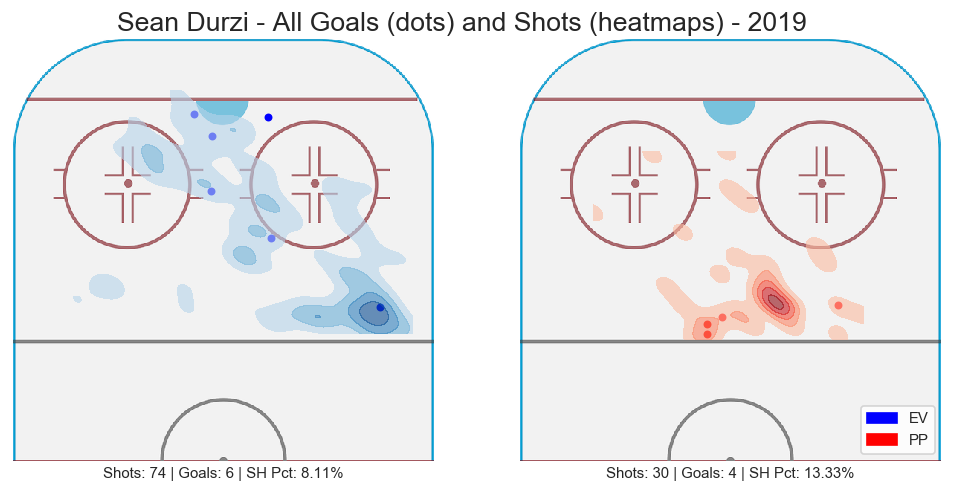 Sean Durzi - All Goals (dots) and Shots (heatmaps) - 2019
EV
PP
Shots: 74 | Goals: 6 | SH Pct: 8.11%
Shots: 30 | Goals: 4 | SH Pct: 13.33%